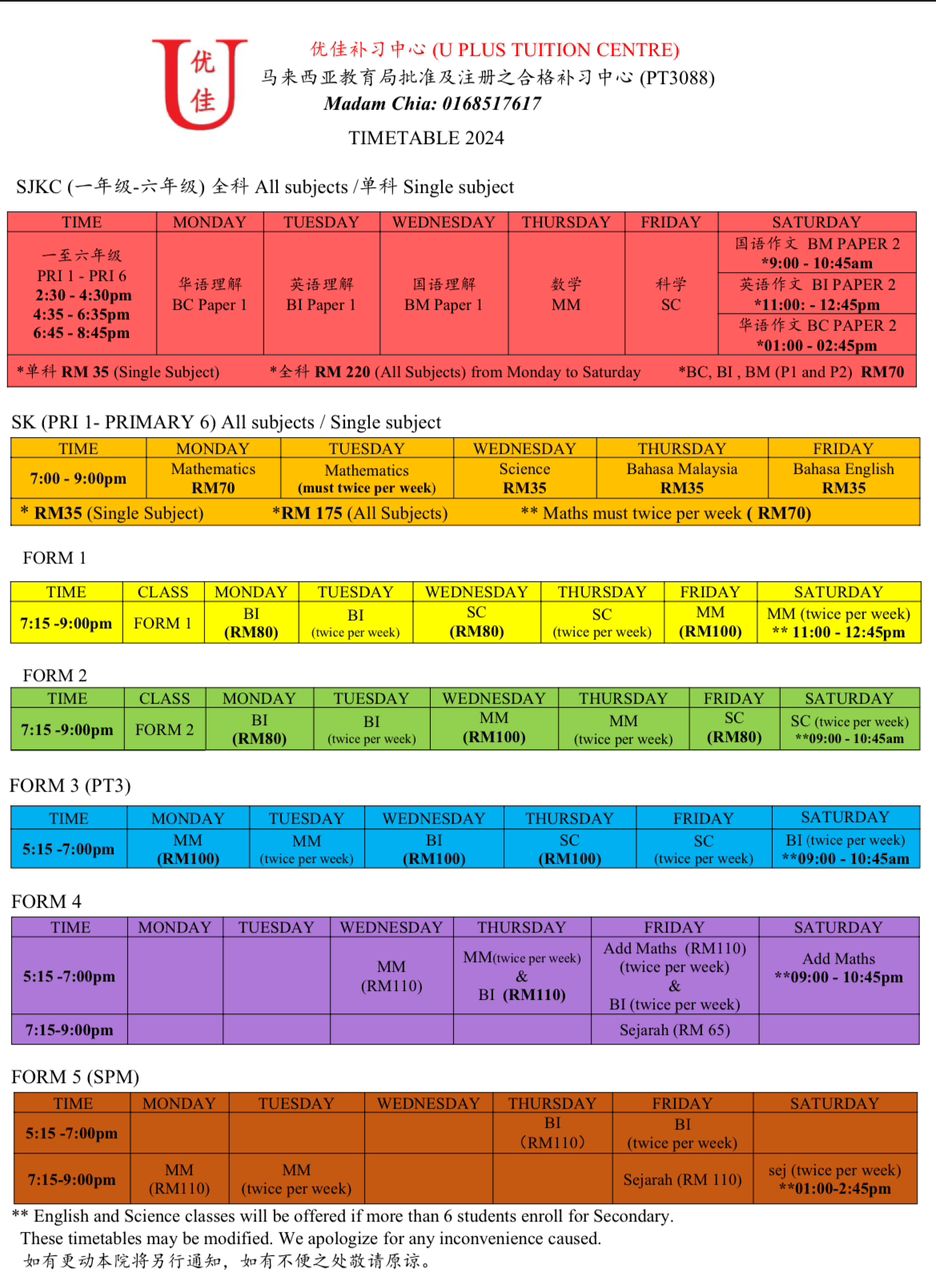 优佳
优佳补习中心 (U PLUS TUITION CENTRE)
马来西亚教育局批准及注册之合格补习中心 (PT3088)
Madam Chia: 0168517617
TIMETABLE 2024
SJKC (一年级-六年级) 全科 All subjects /单科 Single subject
TIME MONDAY TUESDAY WEDNESDAY THURSDAY FRIDAY SATURDAY
一至六年级
PRI 1 - PRI 6
2:30 - 4:30pm
4:35 - 6:35pm
6:45 - 8:45pm
华语理解
BC Paper 1
英语理解
BI Paper 1
国语理解
BM Paper 1
数学
MM
科学
SC
国语作文 BM PAPER 2
*9:00 - 10:45am
英语作文 BI PAPER 2
*11:00: - 12:45pm
华语作文 BC PAPER 2
*01:00 - 02:45pm
*单科 RM 35 (Single Subject) *全科 RM 220 (All Subjects) from Monday to Saturday *BC, BI , BM (P1 and P2) RM70
SK (PRI 1- PRIMARY 6) All subjects / Single subject
TIME MONDAY TUESDAY WEDNESDAY THURSDAY FRIDAY
7:00 - 9:00pm
Mathematics
RM70
Mathematics
(must twice per week)
Science
RM35
Bahasa Malaysia
RM35
Bahasa English
RM35
* RM35 (Single Subject) *RM 175 (All Subjects) ** Maths must twice per week ( RM70)
FORM 1
TIME CLASS MONDAY TUESDAY WEDNESDAY THURSDAY FRIDAY SATURDAY
7:15 -9:00pm
FORM 1
BI
(RM80)
BI
(twice per week)
SC
(RM80)
SC
(twice per week)
MM
(RM100)
MM (twice per week)
** 11:00 - 12:45pm
FORM 2
TIME CLASS MONDAY TUESDAY WEDNESDAY THURSDAY FRIDAY SATURDAY
7:15 -9:00pm
FORM 2
BI
(RM80)
BI
(twice per week)
MM
(RM100)
MM
(twice per week)
SC
(RM80)
SC (twice per week)
**09:00 - 10:45am
FORM 3 (PT3)
TIME MONDAY TUESDAY WEDNESDAY THURSDAY FRIDAY SATURDAY
5:15 -7:00pm
MM
(RM100)
MM
(twice per week)
BI
(RM100)
SC
(RM100)
SC
(twice per week)
BI (twice per week)
**09:00 - 10:45am
FORM 4
TIME MONDAY TUESDAY WEDNESDAY THURSDAY FRIDAY SATURDAY
5:15 -7:00pm
MM
(RM110)
MM(twice per week)
&
BI (RM110)
Add Maths (RM110)
(twice per week)
&
BI (twice per week)
Add Maths
**09:00 - 10:45pm
7:15-9:00pm
Sejarah (RM 65)
FORM 5 (SPM)
TIME MONDAY TUESDAY WEDNESDAY THURSDAY FRIDAY SATURDAY
5:15 -7:00pm
BI
（RM110）
BI
(twice per week)
7:15-9:00pm
MM
(RM110)
MM
(twice per week)
Sejarah (RM 110)
sej (twice per week)
**01:00-2:45pm
** English and Science classes will be offered if more than 6 students enroll for Secondary.
These timetables may be modified. We apologize for any inconvenience caused.
如有更动本院将另行通知，如有不便之处敬请原谅。